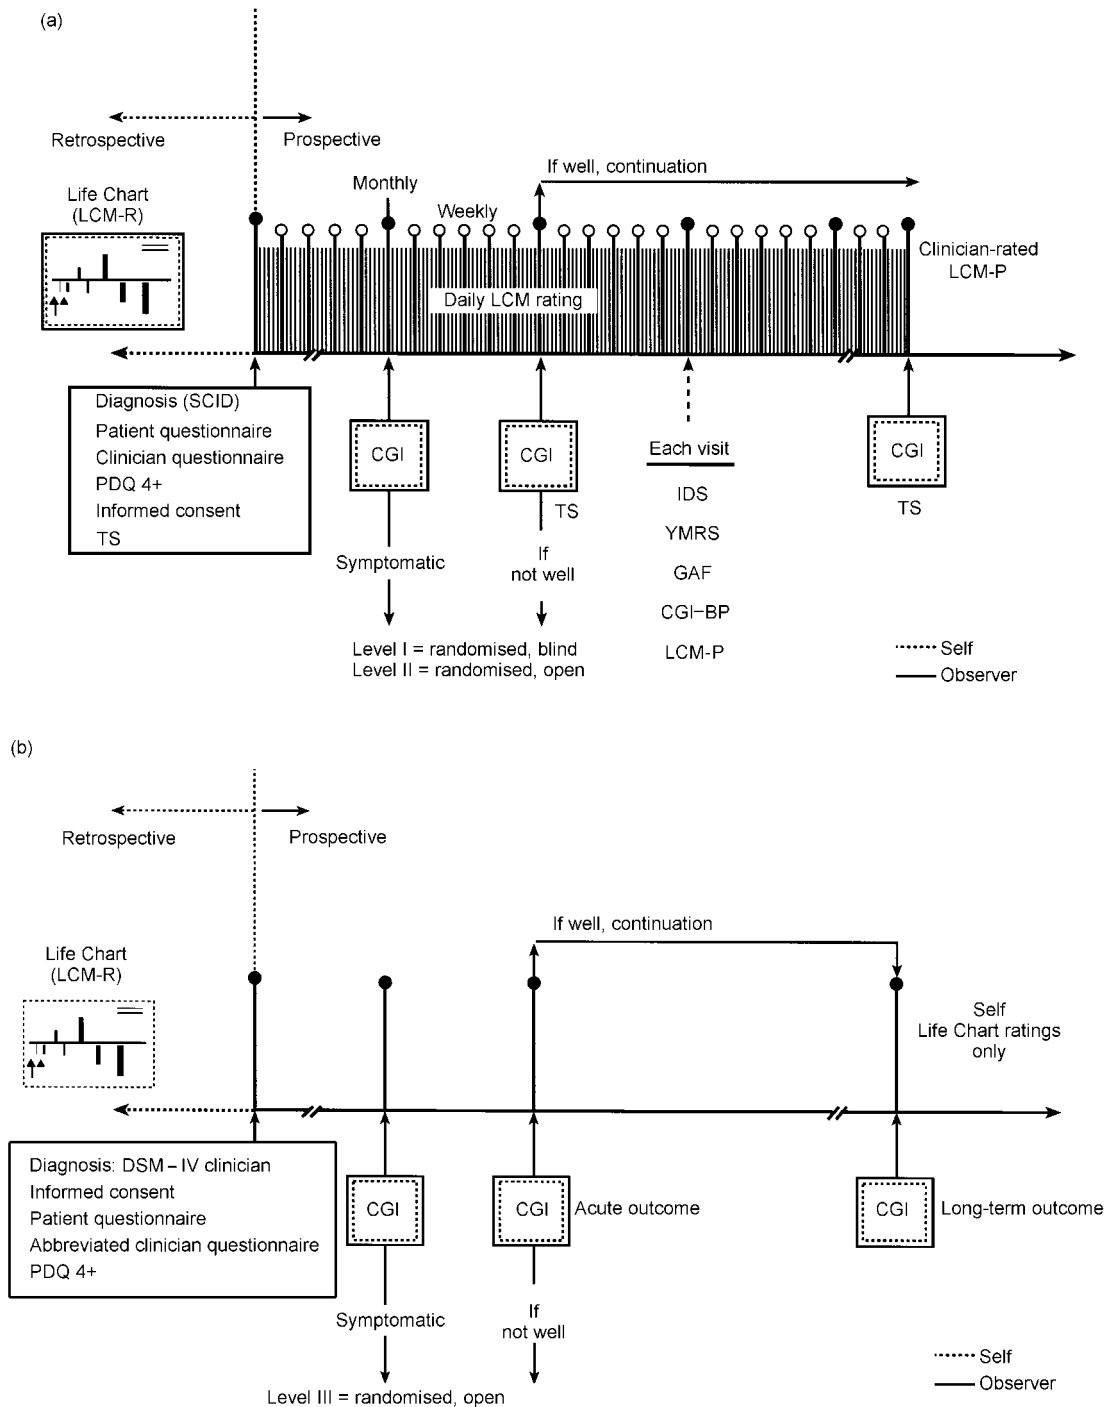 (a)
Retrospective
Prospective
If well, continuation
Life Chart
(LCM-R)
Monthly
Weekly
Clinician-rated
LCM-P
Daily LCM rating
Diagnosis (SCID)
Patient questionnaire
Clinician questionnaire
PDQ 4+
Informed consent
TS
CGI
Symptomatic
CGI
TS
If
not well
Level I = randomised, blind
Level II = randomised, open
Each visit
IDS
YMRS
GAF
CGI–BP
LCM-P
CGI
TS
Self
Observer
(b)
Retrospective
Prospective
If well, continuation
Life Chart
(LCM-R)
Self
Life Chart ratings
only
Diagnosis: DSM – IV clinician
Informed consent
Patient questionnaire
Abbreviated clinician questionnaire
PDQ 4+
CGI
Symptomatic
CGI
Acute outcome
If
not well
CGI
Long-term outcome
Level III = randomised, open
Self
Observer